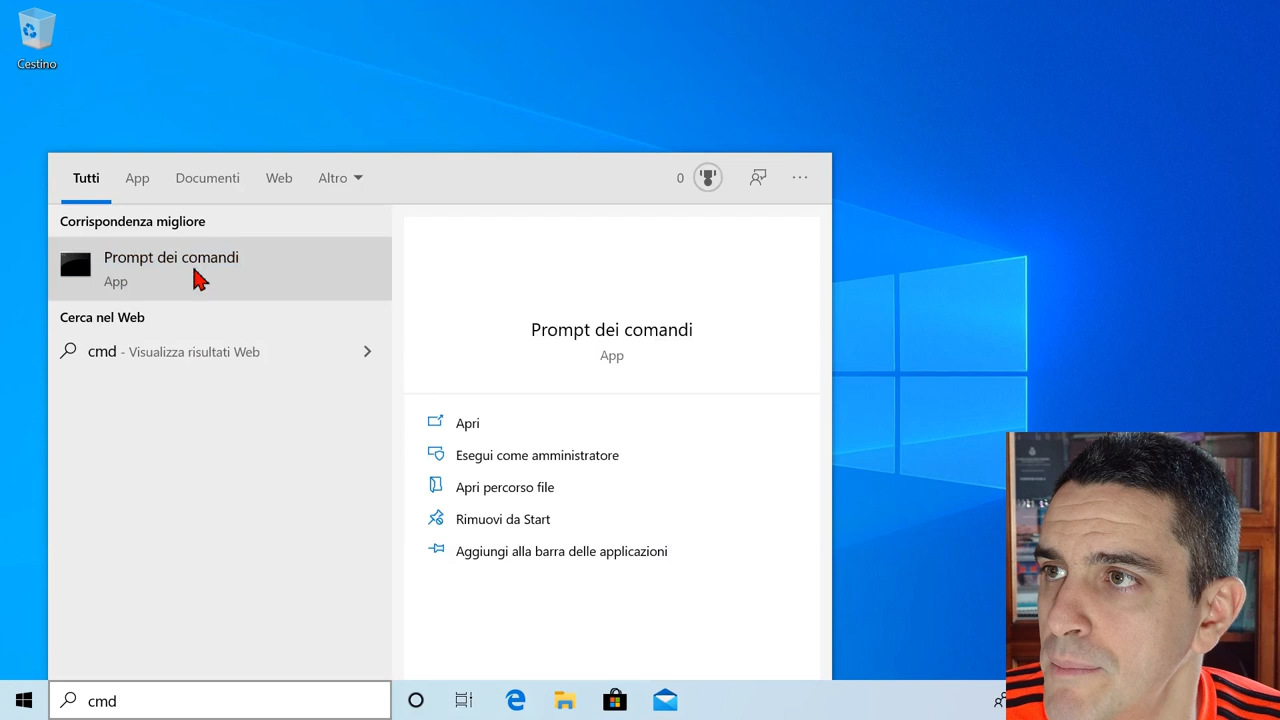 Cestino
Tutti App Documenti Web Altro 0 ...
Corrispondenza migliore
Prompt dei comandi
App
Cerca nel Web
cmd - Visualizza risultati Web
Prompt dei comandi
App
Apri
Esegui come amministratore
Apri percorso file
Rimuovi da Start
Aggiungi alla barra delle applicazioni
cmd